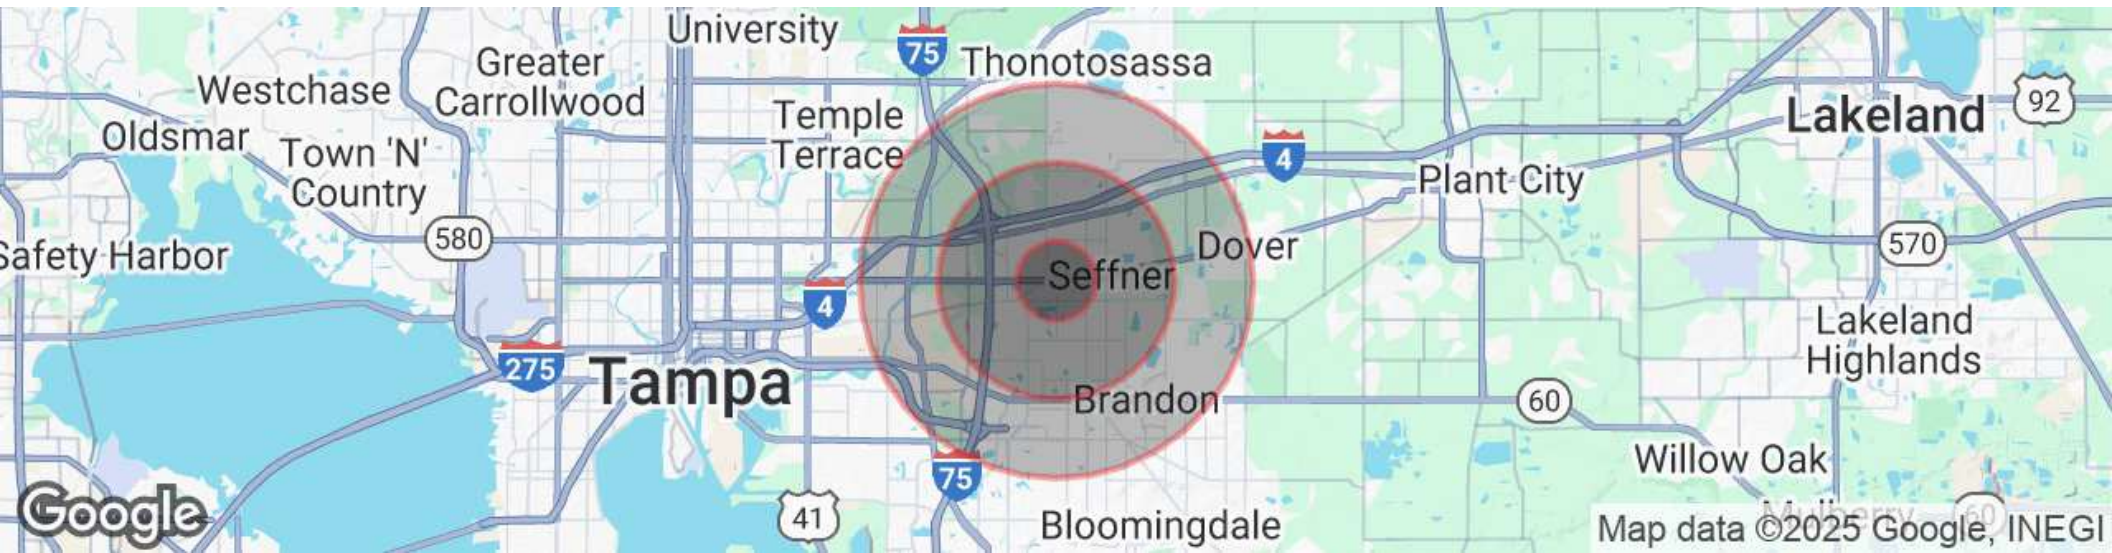 University
75
Thonotosassa
Greater
Carrollwood
Westchase
Oldsmar
Town 'N'
Country
Temple
Terrace
4
Lakeland
92
Plant City
580
Safety Harbor
Dover
570
Seffner
4
275
Tampa
Lakeland
Highlands
Brandon
60
Willow Oak
75
41
Bloomingdale
Mulberry
60
Google
Map data ©2025 Google, INEGI